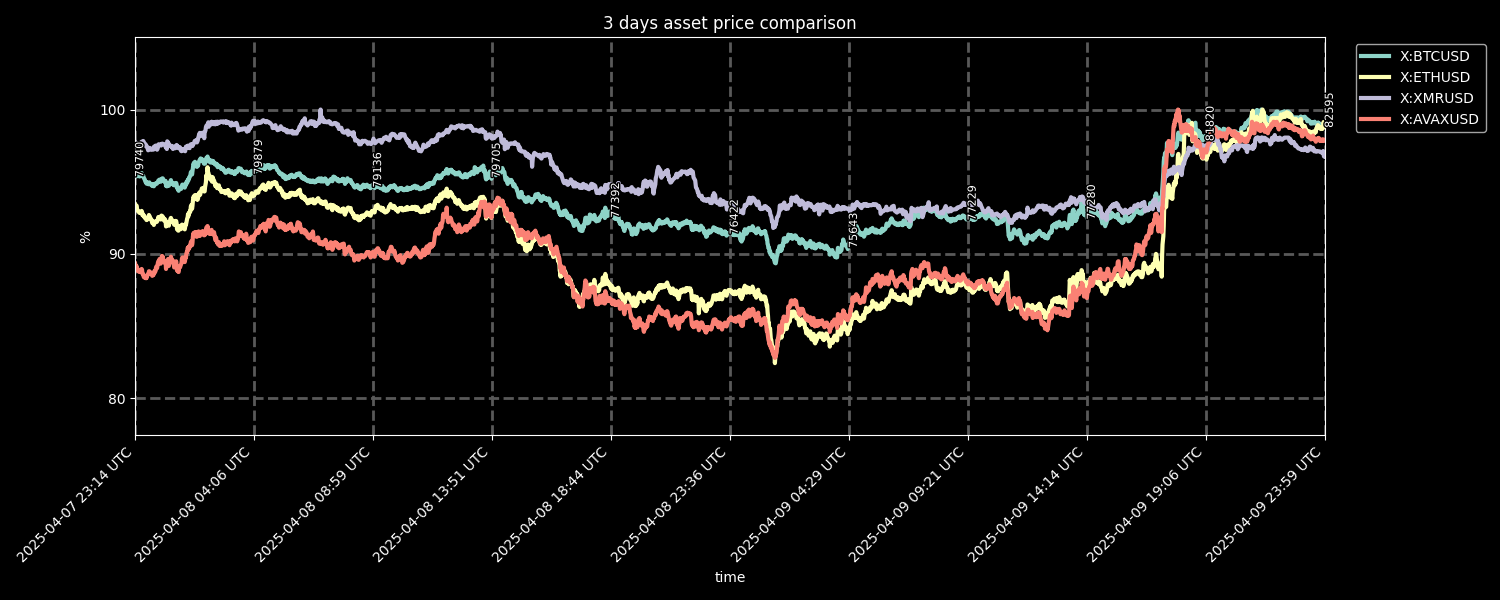 3 days asset price comparison
X:BTCUSD
X:ETHUSD
X:XMRUSD
X:AVAXUSD
100
90
80
%
79740
79879
79136
79705
77392
76422
75643
77229
77280
81820
82595
2025-04-07 23:14 UTC
2025-04-08 04:06 UTC
2025-04-08 08:59 UTC
2025-04-08 13:51 UTC
2025-04-08 18:44 UTC
2025-04-08 23:36 UTC
2025-04-09 04:29 UTC
2025-04-09 09:21 UTC
2025-04-09 14:14 UTC
2025-04-09 19:06 UTC
2025-04-09 23:59 UTC
time